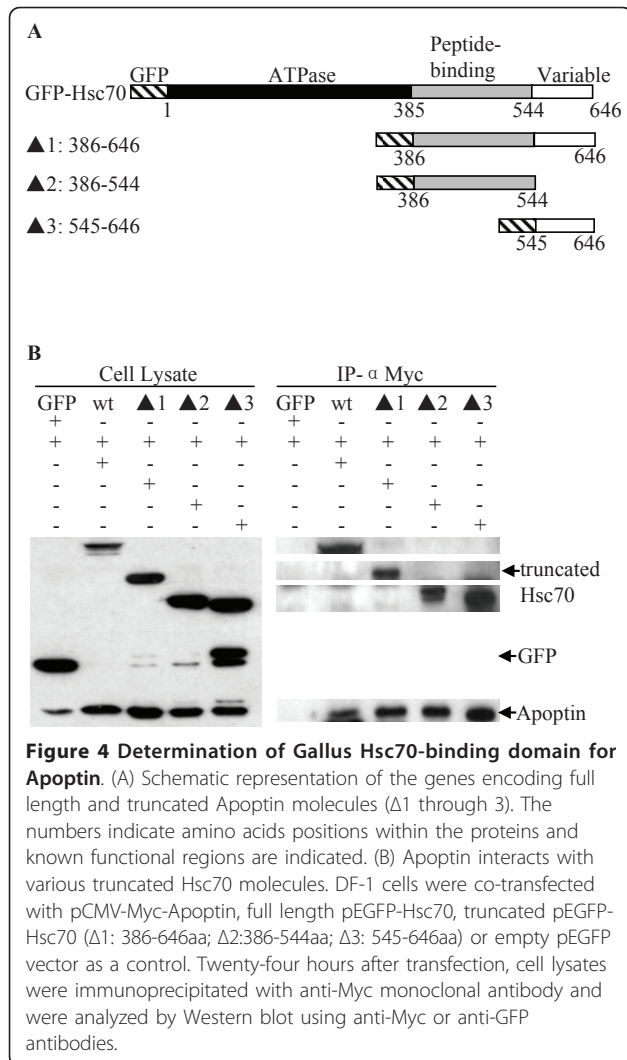 A
Peptide-
GFP ATPase binding Variable
GFP-Hsc70
1 385 544 646
▲1: 386-646
386 646
▲2: 386-544
386 544
▲3: 545-646
545 646
B
Cell Lysate IP- α Myc
GFP wt ▲1 ▲2 ▲3 GFP wt ▲1 ▲2 ▲3
+ - - - - + - - - -
+ + + + + + + + + +
- + - - - - + - - -
- - + - - - - + - -
- - - + - - - - + -
- - - - + - - - - +
truncated
Hsc70
GFP
Apoptin
Figure 4 Determination of Gallus Hsc70-binding domain for
Apoptin. (A) Schematic representation of the genes encoding full
length and truncated Apoptin molecules (Δ1 through 3). The
numbers indicate amino acids positions within the proteins and
known functional regions are indicated. (B) Apoptin interacts with
various truncated Hsc70 molecules. DF-1 cells were co-transfected
with pCMV-Myc-Apoptin, full length pEGFP-Hsc70, truncated pEGFP-
Hsc70 (Δ1: 386-646aa; Δ2:386-544aa; Δ3: 545-646aa) or empty pEGFP
vector as a control. Twenty-four hours after transfection, cell lysates
were immunoprecipitated with anti-Myc monoclonal antibody and
were analyzed by Western blot using anti-Myc or anti-GFP
antibodies.